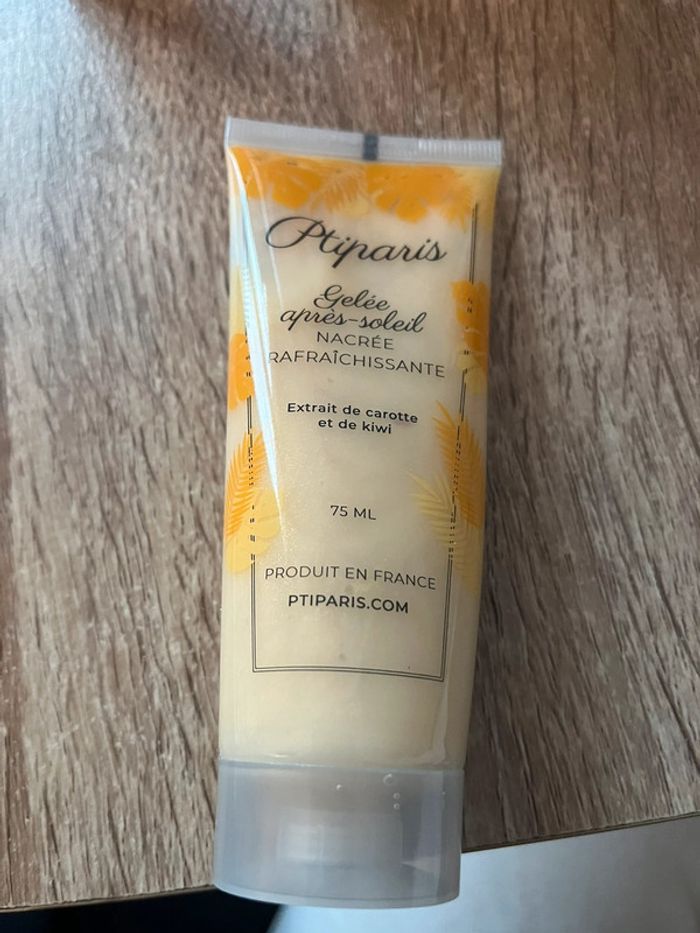 Ptiparis
Gelée
après-soleil
NACRÉE
RAFRAÎCHISSANTE
Extrait de carotte
et de kiwi
75 ML
PRODUIT EN FRANCE
PTIPARIS.COM